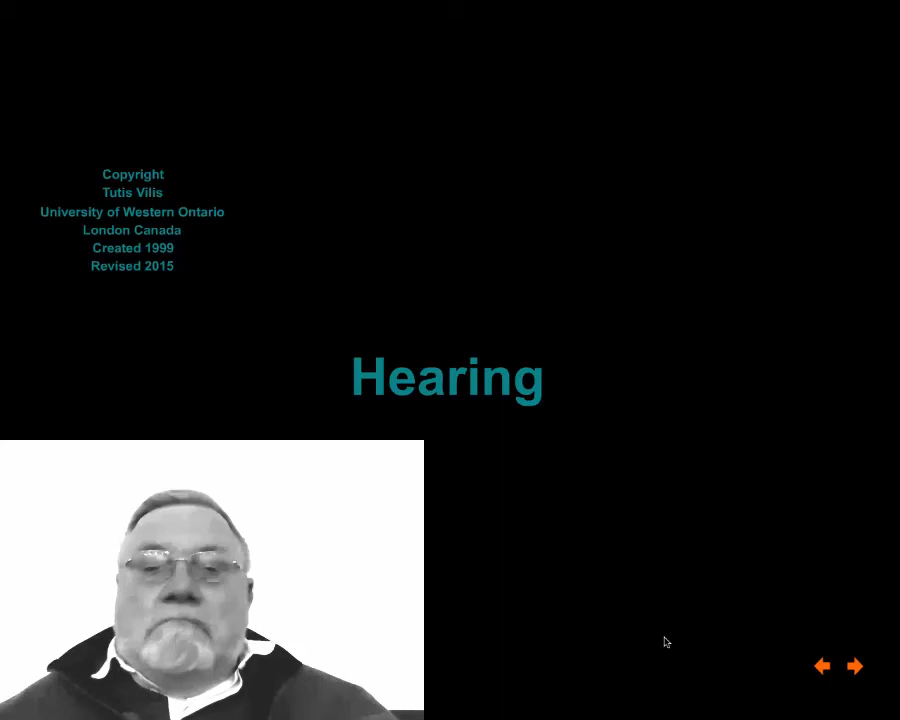 Copyright
Tutis Vilis
University of Western Ontario
London Canada
Created 1999
Revised 2015
Hearing